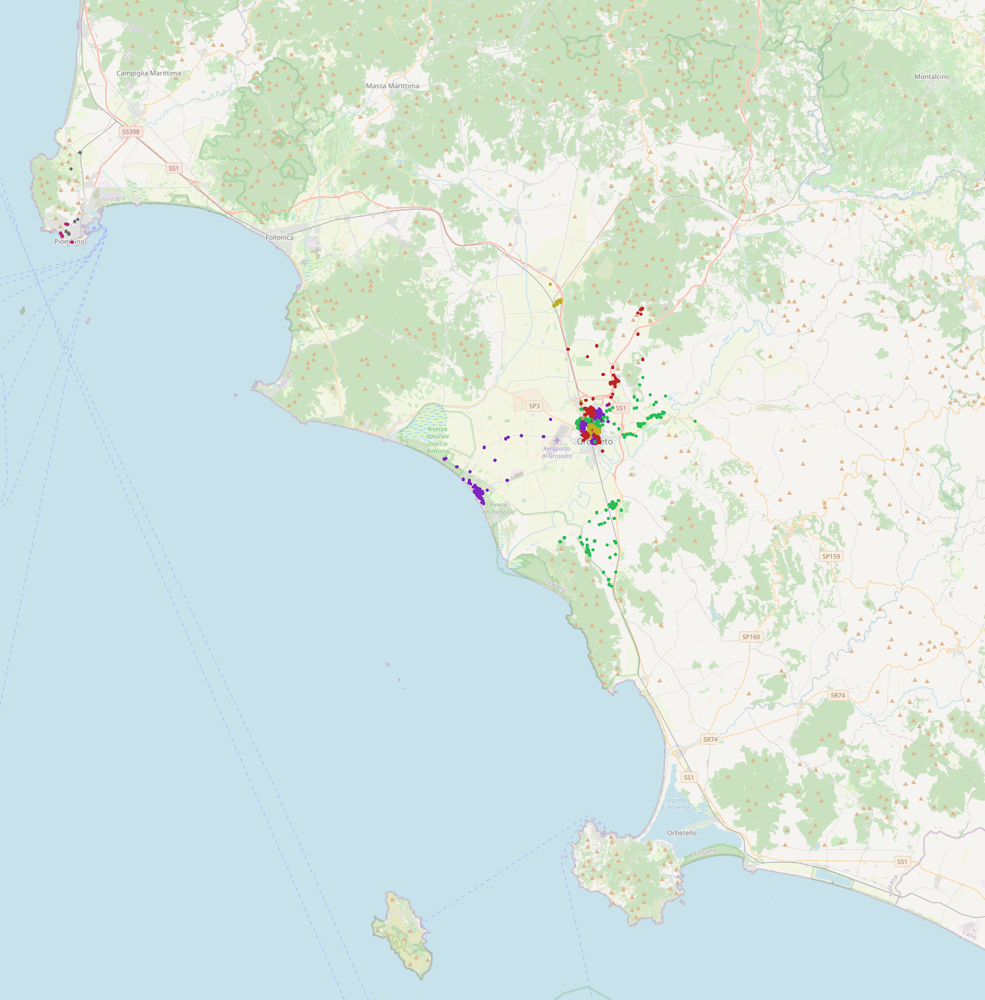 Campiglia Marittima
Massa Marittima
Montalcino
SS398
SS1
Toscana
Follonica
Piombino
Toscana
SP3
SS1
Riserva
naturale
Diaccia
Botrona
Grosseto
Aeroporto
di Grosseto
Pineta
del Tombolo
SP159
Toscana
SP160
SR74
SR74
SS1
Laguna
di Ponente
Orbetello
Toscana
SS1
Toscana
Lazio